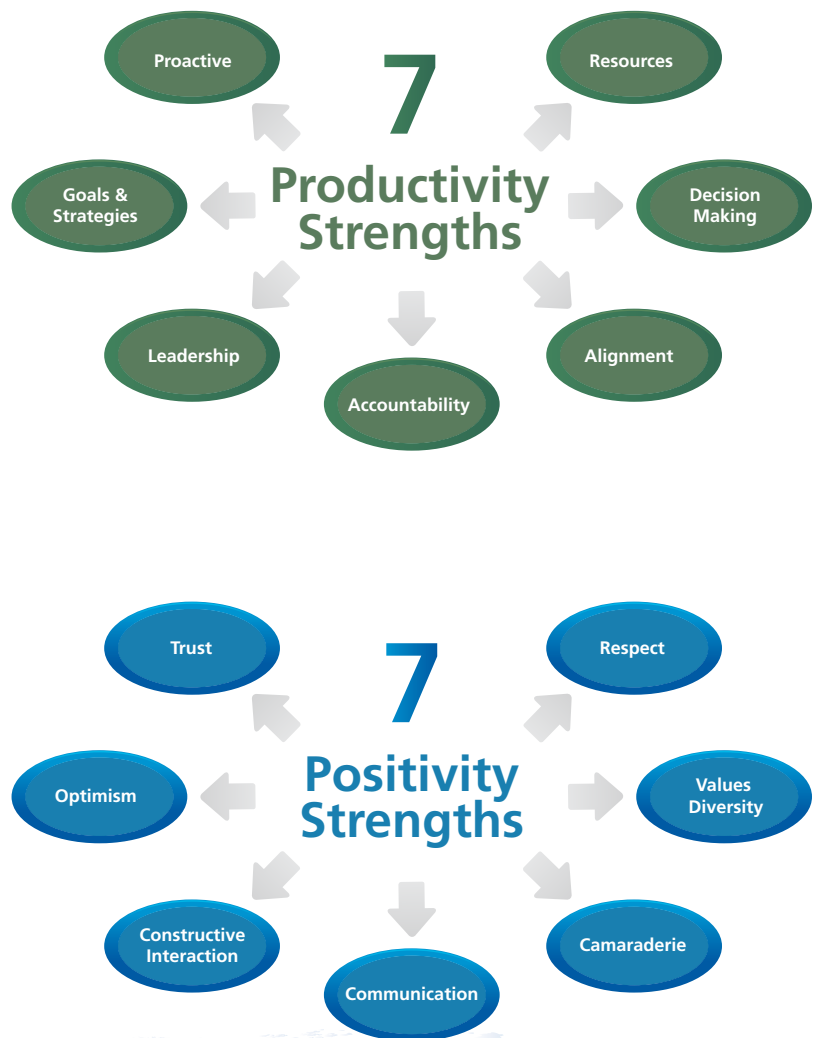 7
Productivity
Strengths
Proactive
Resources
Goals &
Strategies
Decision
Making
Leadership
Alignment
Accountability
7
Positivity
Strengths
Trust
Respect
Optimism
Values
Diversity
Constructive
Interaction
Camaraderie
Communication